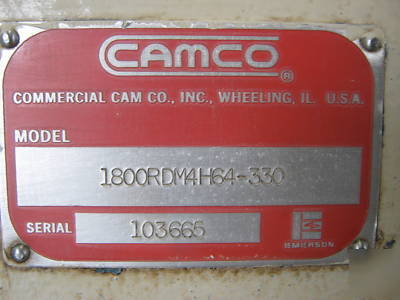 CAMCO
®
COMMERCIAL CAM CO., INC., WHEELING, IL. U.S.A.
MODEL
1800RDM4H64-330
SERIAL 103665
EMERSON